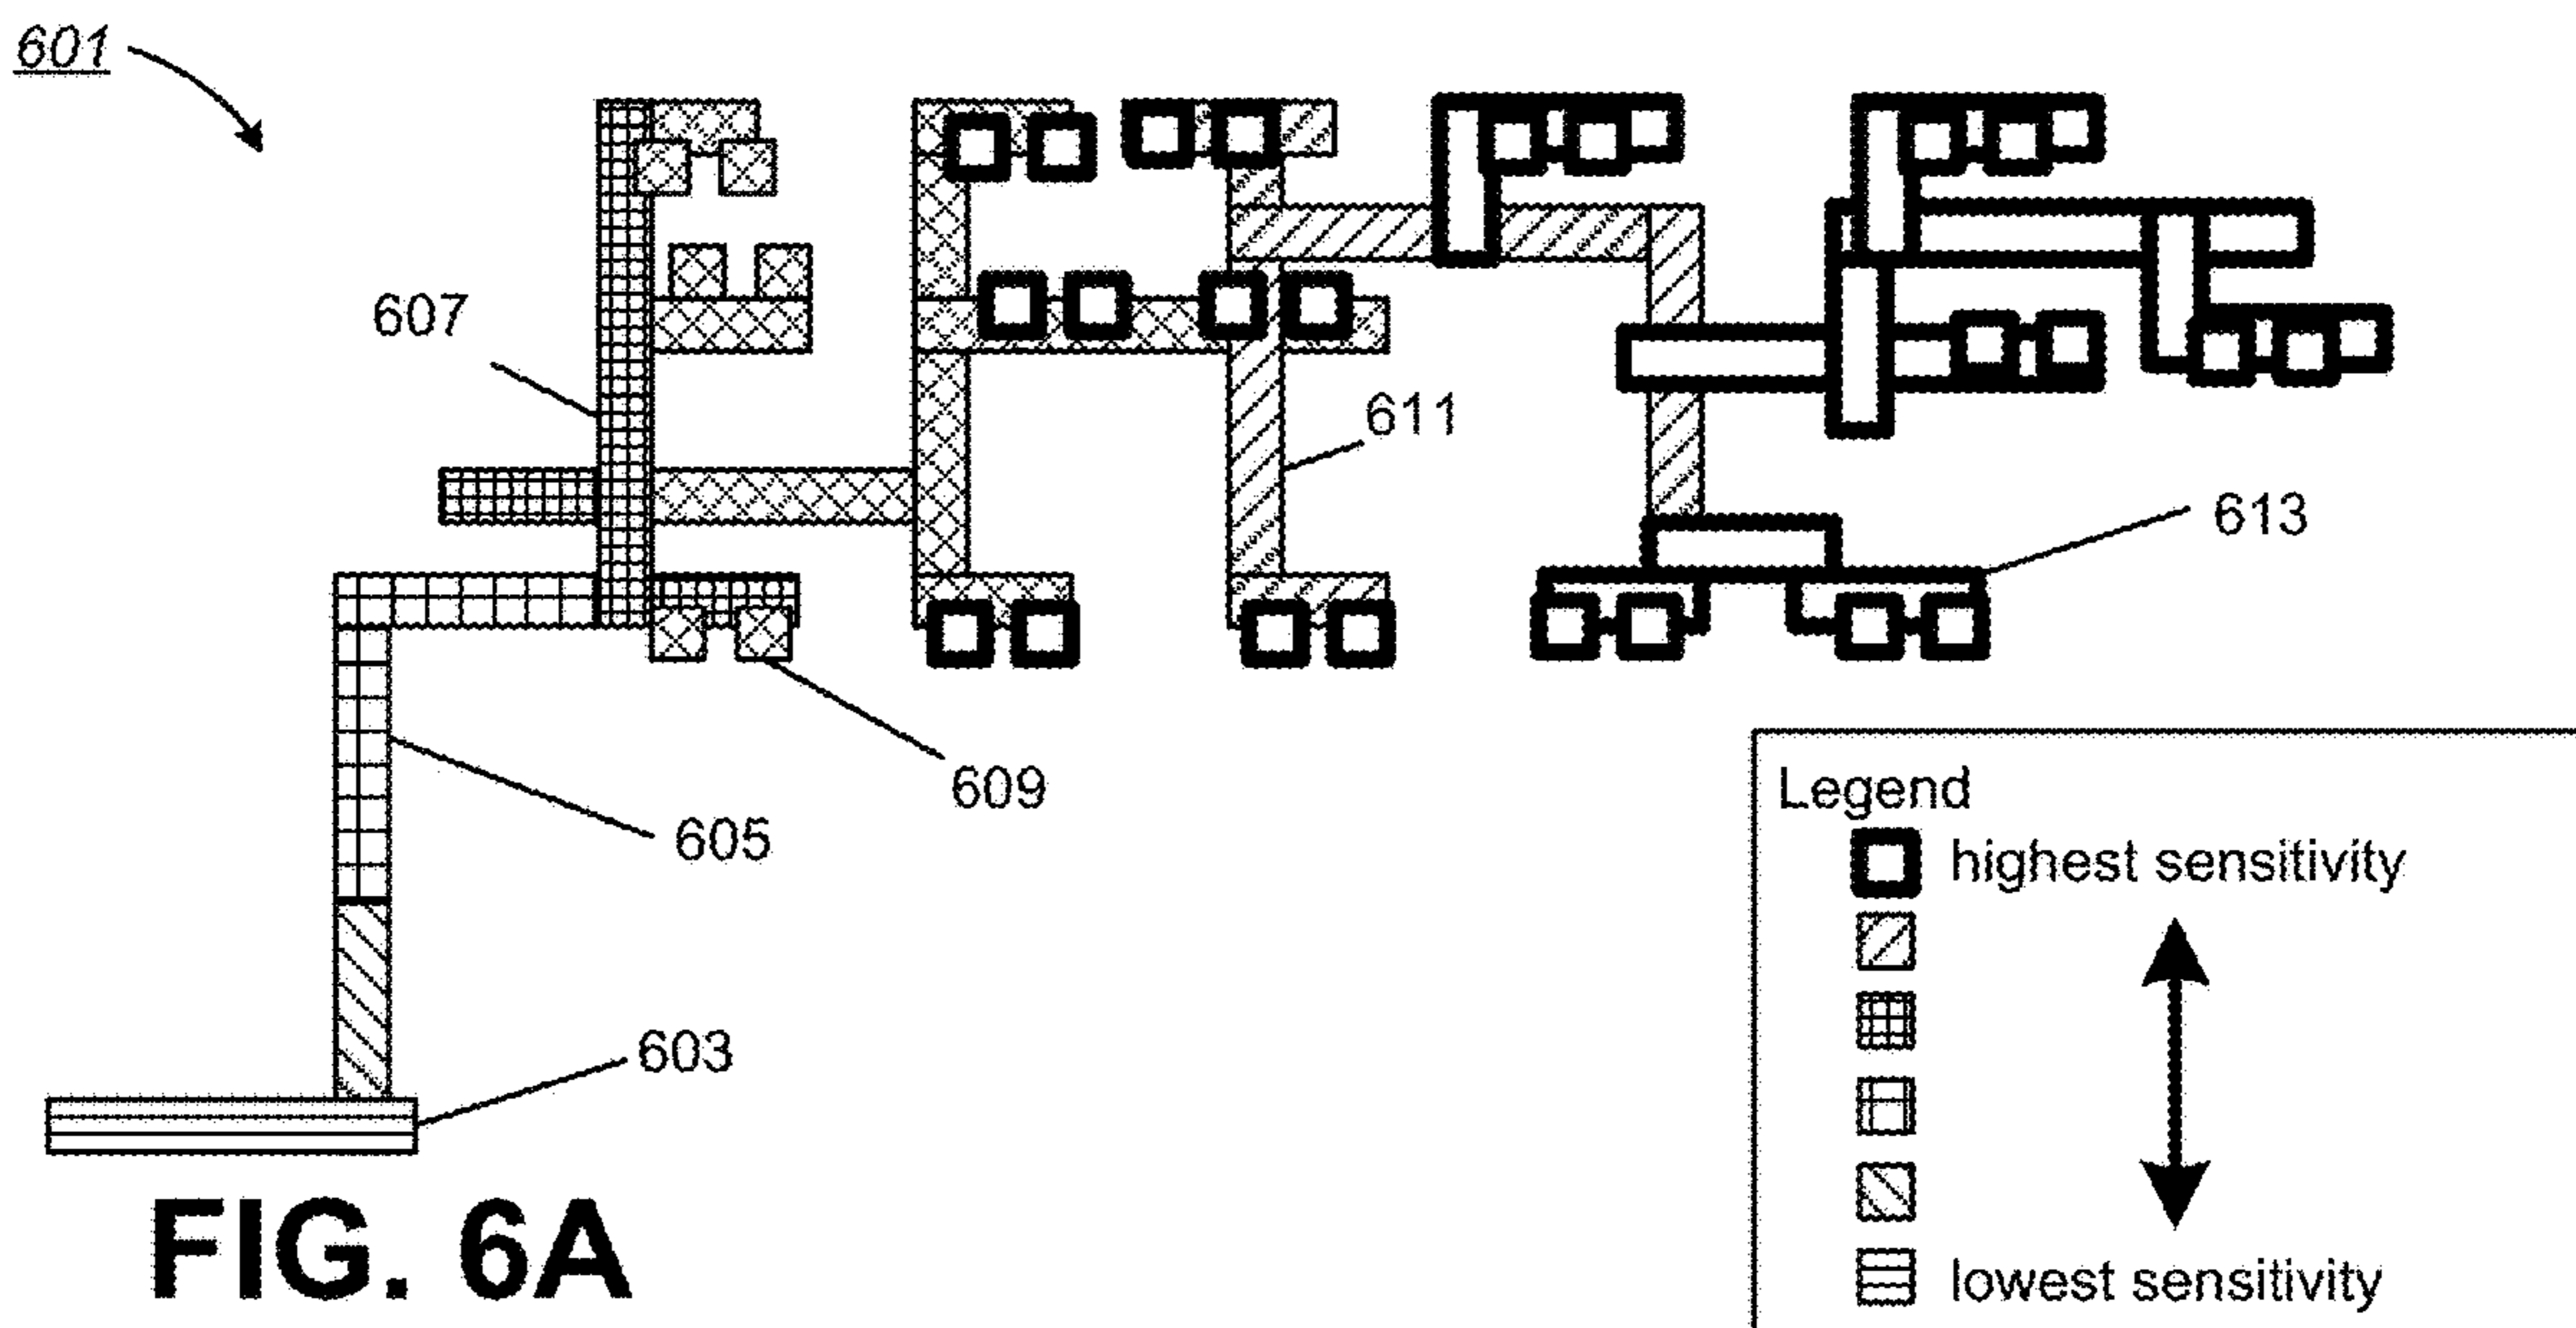 601
607
611
613
609
605
603
Legend
highest sensitivity
lowest sensitivity
FIG. 6A